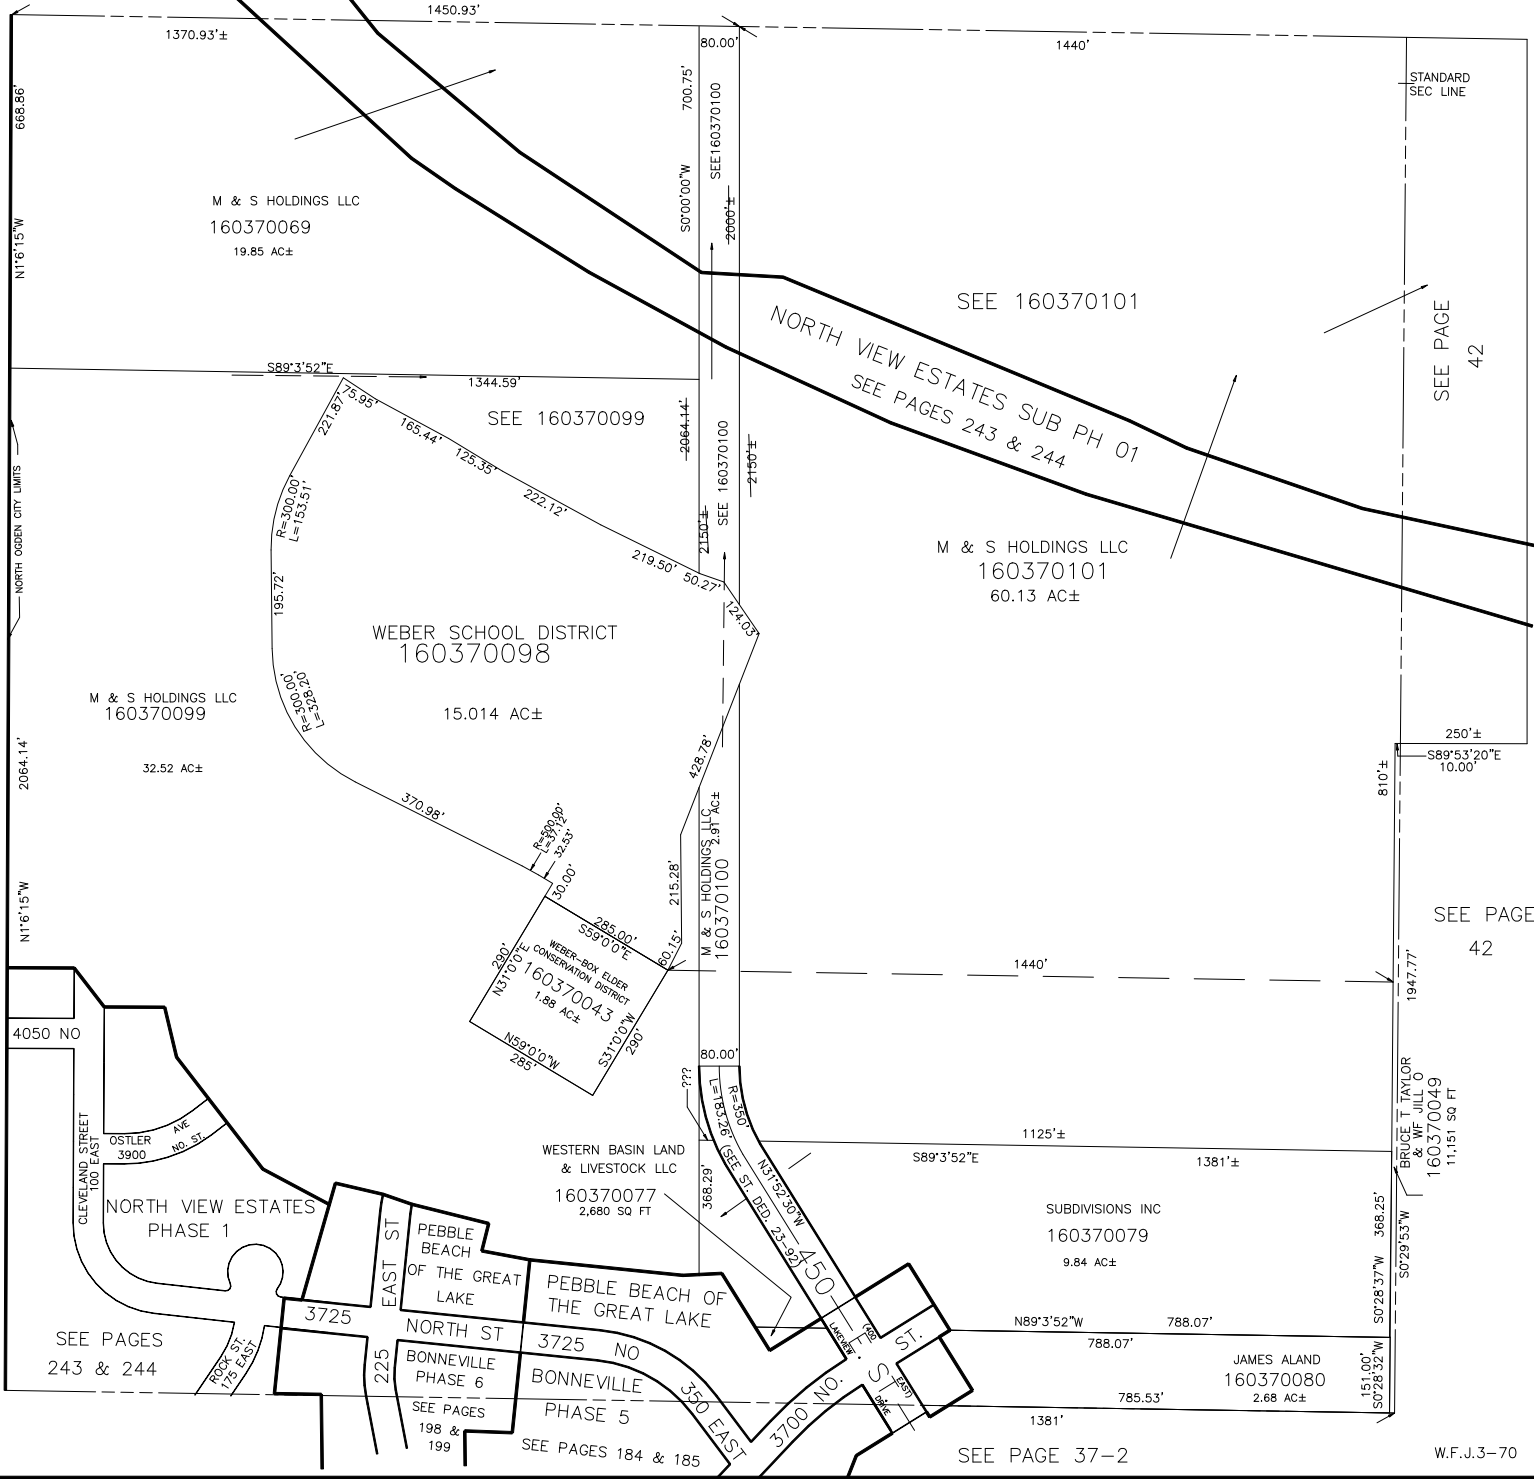 1450.93'
1370.93'±
80.00'
1440'
STANDARD
SEC LINE
668.86'
N1°6'15"W
700.75'
S0°00'00"W
SEE160370100
2000'±
M & S HOLDINGS LLC
160370069
19.85 AC±
SEE 160370101
SEE PAGE
42
NORTH VIEW ESTATES SUB PH 01
SEE PAGES 243 & 244
S89°3'52"E
1344.59'
SEE 160370099
2064.14'
2150'±
SEE 160370100
2150'±
75.95'
221.87'
165.44'
125.35'
222.12'
219.50'
50.27'
124.03'
R=300.00'
L=153.51'
195.72'
NORTH OGDEN CITY LIMITS
M & S HOLDINGS LLC
160370101
60.13 AC±
WEBER SCHOOL DISTRICT
160370098
15.014 AC±
R=300.00'
L=328.20'
M & S HOLDINGS LLC
160370099
32.52 AC±
2064.14'
N1°6'15"W
370.98'
428.78'
R=500.00'
L=37.12'
32.53'
30.00'
215.28'
60.15'
M & S HOLDINGS LLC
160370100
2.91 AC±
250'±
S89°53'20"E
10.00'
810'±
SEE PAGE
42
1947.77'
285.00'
S59°0'0"E
290'
N31°0'0"E
WEBER-BOX ELDER
CONSERVATION DISTRICT
160370043
1.88 AC±
S31°0'0"W
290'
N59°0'0"W
285'
1440'
80.00'
???
L=183.26'
R=350'
(SEE ST. DED. 23-92)
N31°52'30"W
450
E. ST.
(400
EAST)
LAKEVIEW
DRIVE
1125'±
S89°3'52"E
1381'±
BRUCE T TAYLOR
& WF JILL O
160370049
11,151 SQ FT
4050 NO
CLEVELAND STREET
100 EAST
OSTLER
AVE
3900
NO. ST.
NORTH VIEW ESTATES
PHASE 1
WESTERN BASIN LAND
& LIVESTOCK LLC
160370077
2,680 SQ FT
368.29'
SUBDIVISIONS INC
160370079
9.84 AC±
368.25'
S0°28'37"W
S0°29'53"W
EAST ST
225
PEBBLE
BEACH
OF THE GREAT
LAKE
PEBBLE BEACH OF
THE GREAT LAKE
3725
NORTH ST
3725
NO
ST.
N89°3'52"W
788.07'
788.07'
SEE PAGES
243 & 244
ROCK ST.
175 EAST
BONNEVILLE
PHASE 6
SEE PAGES
198 &
199
BONNEVILLE
PHASE 5
SEE PAGES 184 & 185
350 EAST
3700 NO.
JAMES ALAND
160370080
2.68 AC±
151.00'
S0°28'32"W
785.53'
1381'
SEE PAGE 37-2
W.F.J.3-70